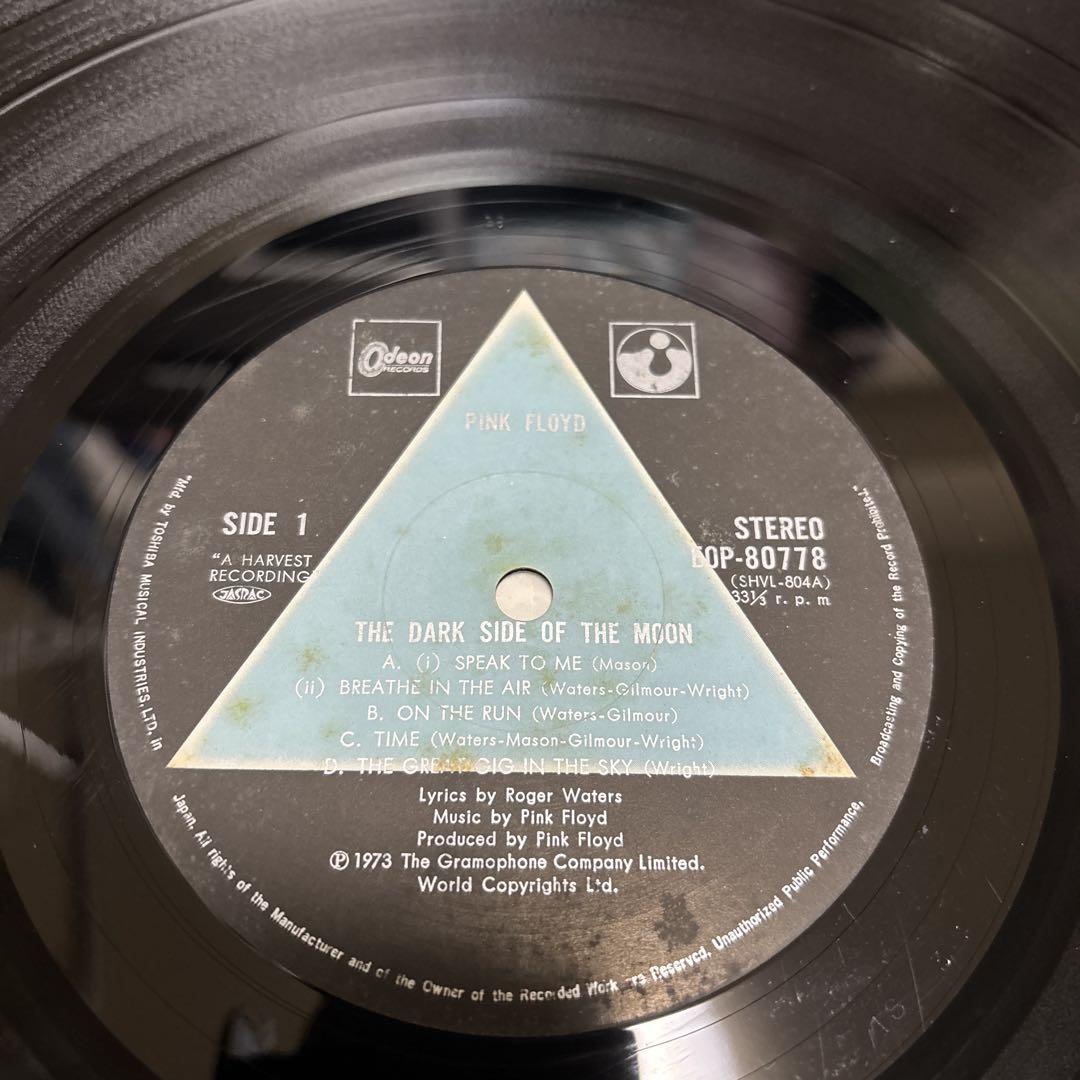 Odeon
RECORDS
PINK FLOYD
SIDE 1
"A HARVEST
RECORDING"
JASRAC
STEREO
EOP-80778
(SHVL-804A)
33⅓ r. p. m
THE DARK SIDE OF THE MOON
A. (i) SPEAK TO ME (Mason)
(ii) BREATHE IN THE AIR (Waters-Gilmour-Wright)
B. ON THE RUN (Waters-Gilmour)
C. TIME (Waters-Mason-Gilmour-Wright)
D. THE GREAT GIG IN THE SKY (Wright)
Lyrics by Roger Waters
Music by Pink Floyd
Produced by Pink Floyd
Ⓟ 1973 The Gramophone Company Limited.
World Copyrights Ltd.
"Mfd. by TOSHIBA MUSICAL INDUSTRIES, LTD. in Japan. All rights of the Manufacturer and of the Owner of the Recorded Work Reserved. Unauthorized Public Performance, Broadcasting and Copying of the Record Prohibited."